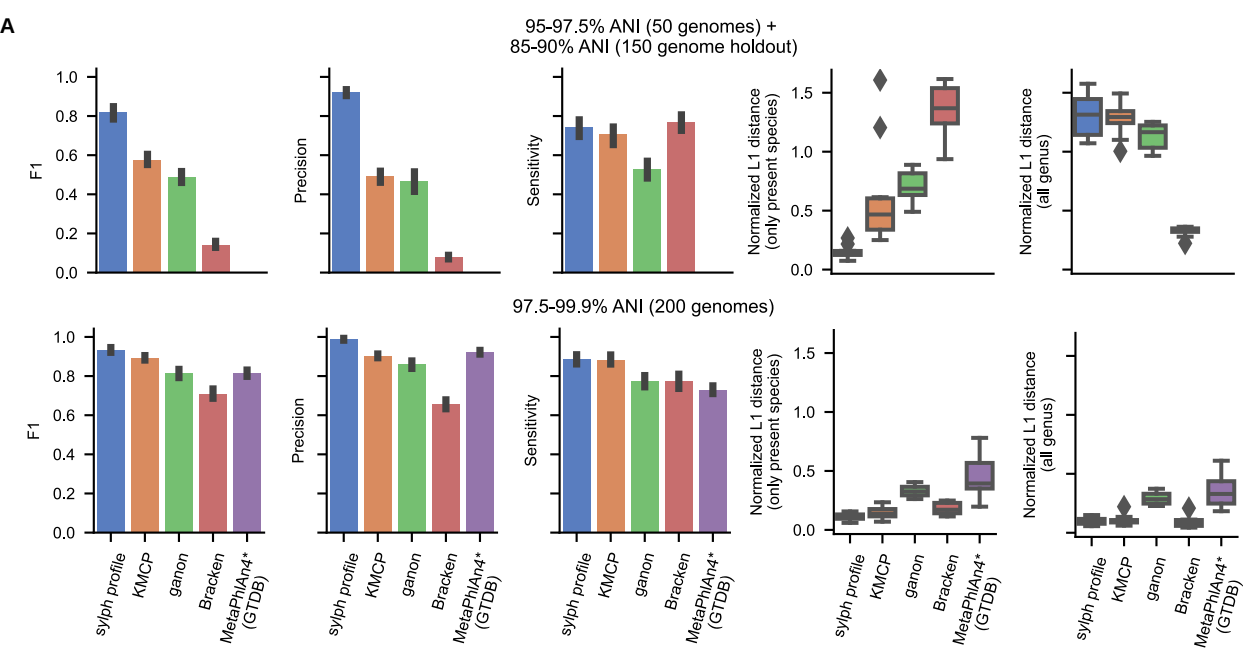 A
95-97.5% ANI (50 genomes) +
85-90% ANI (150 genome holdout)
F1
1.0
0.8
0.6
0.4
0.2
0.0
Precision
Sensitivity
Normalized L1 distance
(only present species)
1.5
1.0
0.5
0.0
Normalized L1 distance
(all genus)
97.5-99.9% ANI (200 genomes)
F1
1.0
0.8
0.6
0.4
0.2
0.0
Precision
Sensitivity
Normalized L1 distance
(only present species)
1.5
1.0
0.5
0.0
Normalized L1 distance
(all genus)
sylph profile
KMCP
ganon
Bracken
MetaPhlAn4*
(GTDB)
sylph profile
KMCP
ganon
Bracken
MetaPhlAn4*
(GTDB)
sylph profile
KMCP
ganon
Bracken
MetaPhlAn4*
(GTDB)
sylph profile
KMCP
ganon
Bracken
MetaPhlAn4*
(GTDB)
sylph profile
KMCP
ganon
Bracken
MetaPhlAn4*
(GTDB)